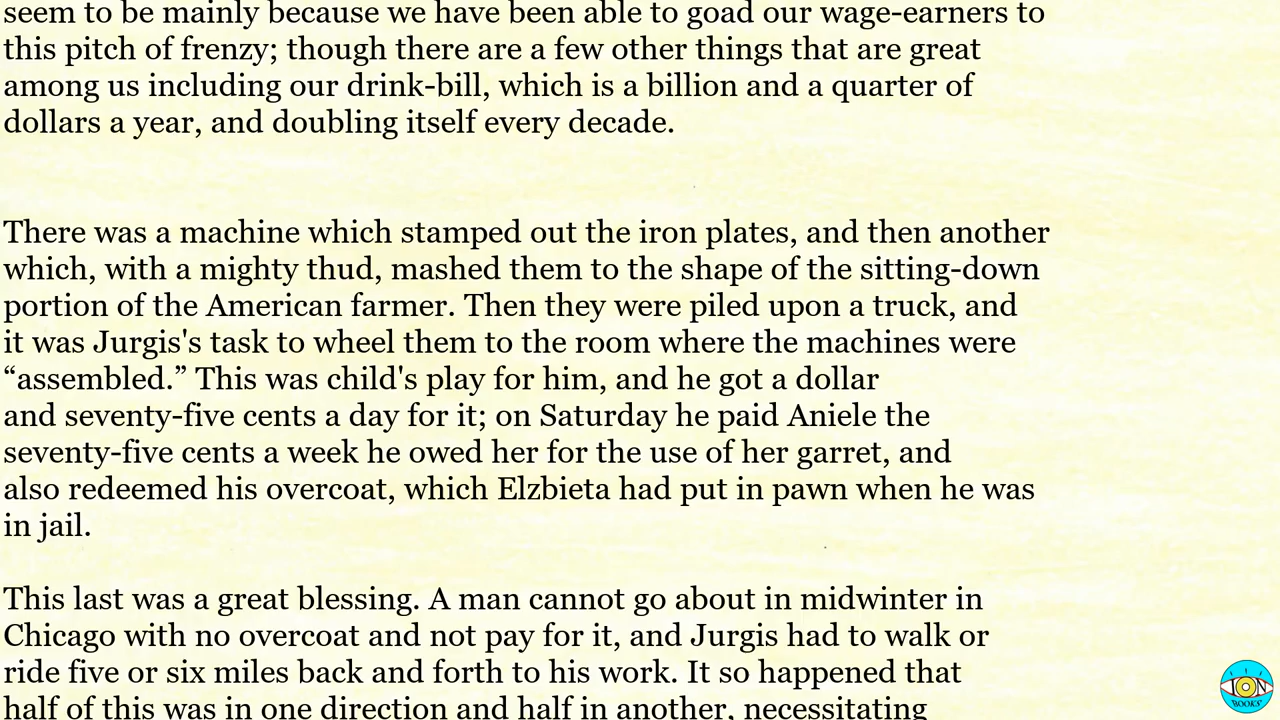 seem to be mainly because we have been able to goad our wage-earners to
this pitch of frenzy; though there are a few other things that are great
among us including our drink-bill, which is a billion and a quarter of
dollars a year, and doubling itself every decade.
There was a machine which stamped out the iron plates, and then another
which, with a mighty thud, mashed them to the shape of the sitting-down
portion of the American farmer. Then they were piled upon a truck, and
it was Jurgis's task to wheel them to the room where the machines were
“assembled.” This was child's play for him, and he got a dollar
and seventy-five cents a day for it; on Saturday he paid Aniele the
seventy-five cents a week he owed her for the use of her garret, and
also redeemed his overcoat, which Elzbieta had put in pawn when he was
in jail.
This last was a great blessing. A man cannot go about in midwinter in
Chicago with no overcoat and not pay for it, and Jurgis had to walk or
ride five or six miles back and forth to his work. It so happened that
half of this was in one direction and half in another, necessitating
ION
BOOKS